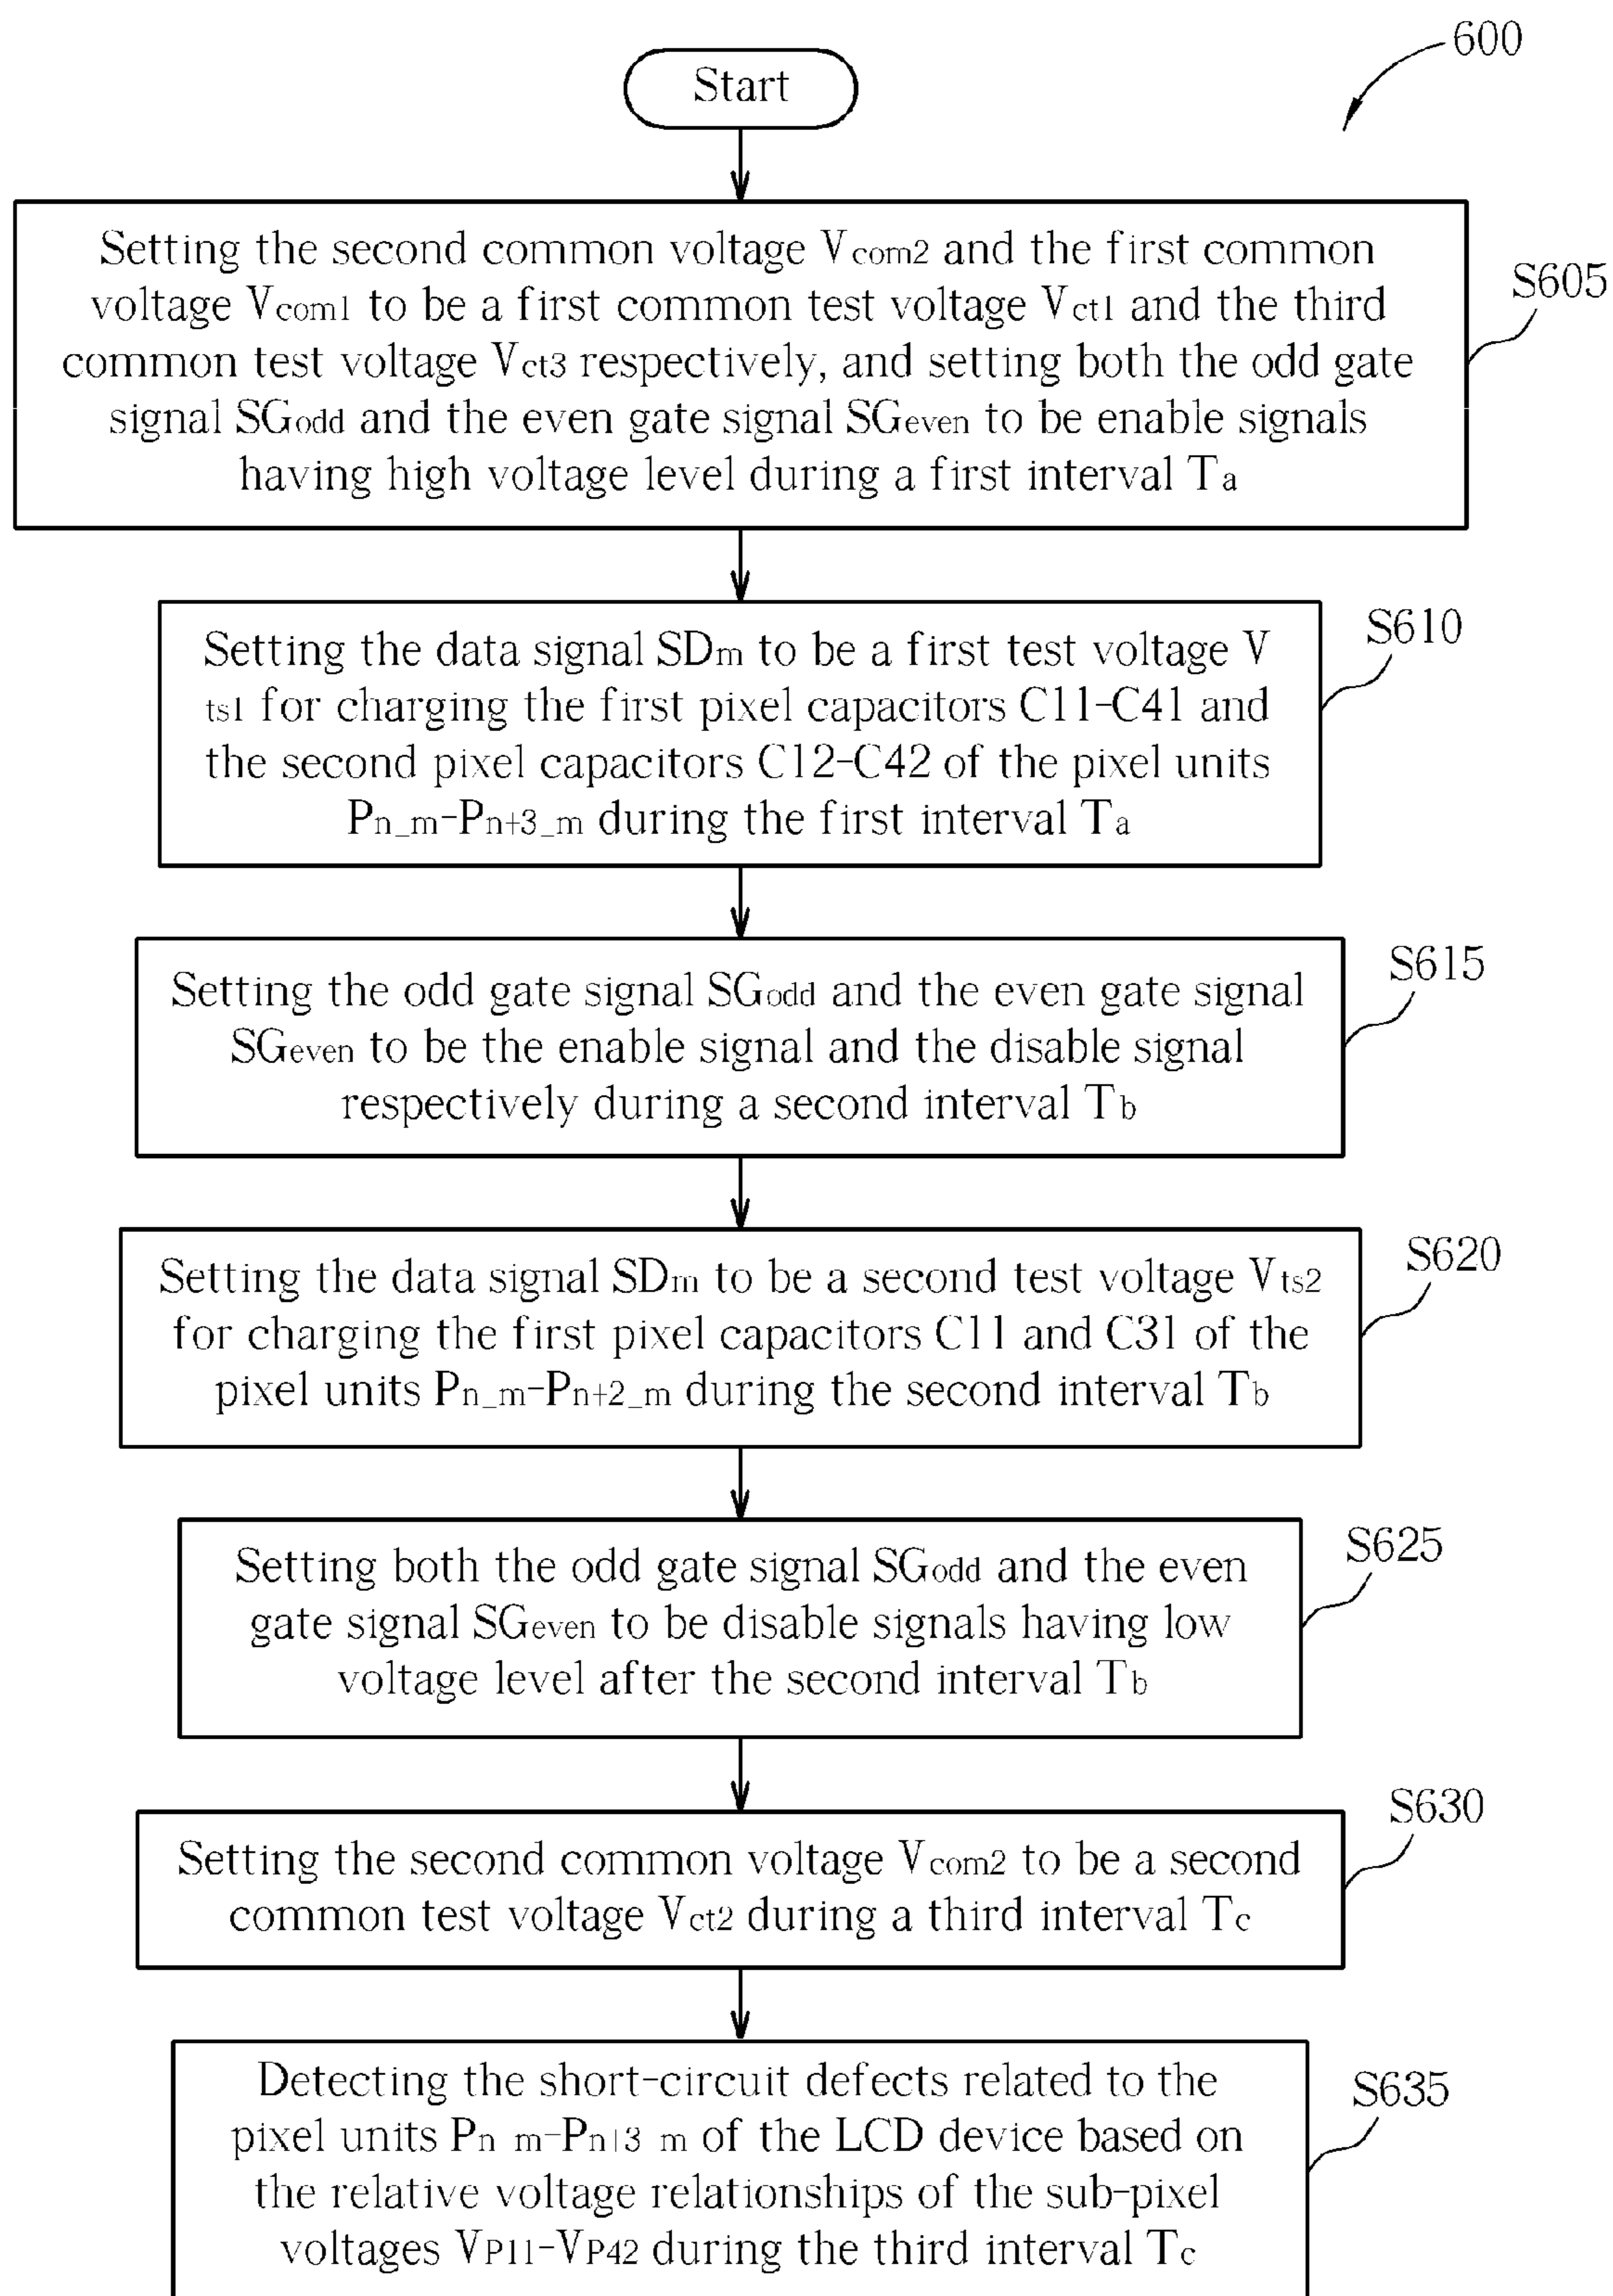 600
Start
Setting the second common voltage Vcom2 and the first common
voltage Vcom1 to be a first common test voltage Vct1 and the third
common test voltage Vct3 respectively, and setting both the odd gate
signal SGodd and the even gate signal SGeven to be enable signals
having high voltage level during a first interval Ta
S605
Setting the data signal SDm to be a first test voltage V
ts1 for charging the first pixel capacitors C11-C41 and
the second pixel capacitors C12-C42 of the pixel units
Pn_m-Pn+3_m during the first interval Ta
S610
Setting the odd gate signal SGodd and the even gate signal
SGeven to be the enable signal and the disable signal
respectively during a second interval Tb
S615
Setting the data signal SDm to be a second test voltage Vts2
for charging the first pixel capacitors C11 and C31 of the
pixel units Pn_m-Pn+2_m during the second interval Tb
S620
Setting both the odd gate signal SGodd and the even
gate signal SGeven to be disable signals having low
voltage level after the second interval Tb
S625
Setting the second common voltage Vcom2 to be a second
common test voltage Vct2 during a third interval Tc
S630
Detecting the short-circuit defects related to the
pixel units Pn m-Pn|3 m of the LCD device based on
the relative voltage relationships of the sub-pixel
voltages VP11-VP42 during the third interval Tc
S635